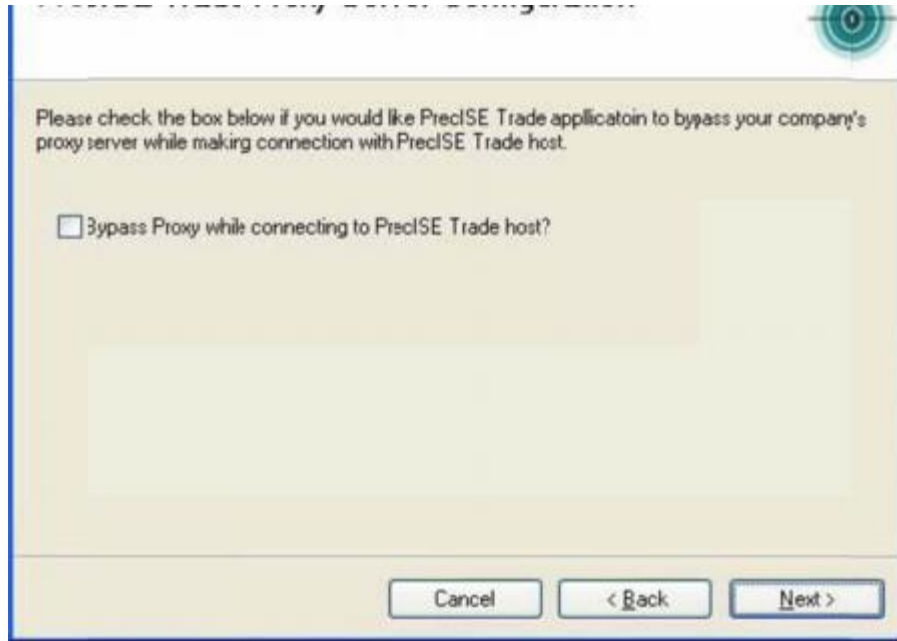 Please check the box below if you would like PrecISE Trade appllicatoin to bypass your company's
proxy server while making connection with PrecISE Trade host.
Bypass Proxy while connecting to PrecISE Trade host?
Cancel
< Back
Next >